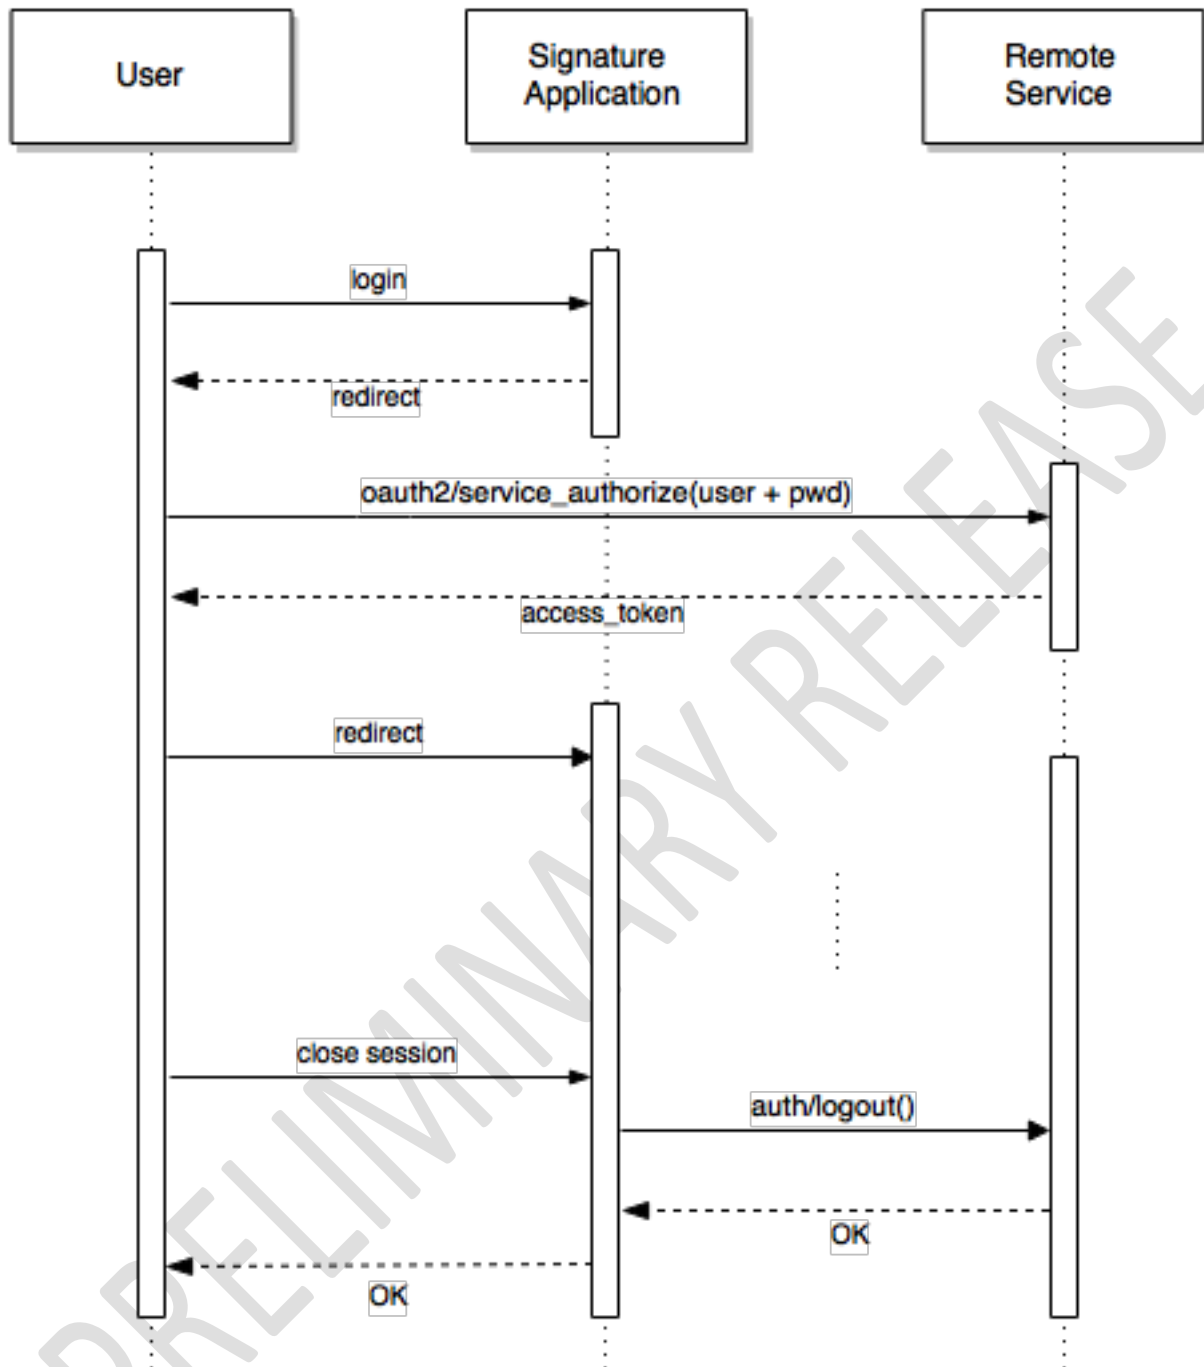 User
Signature
Application
Remote
Service
login
redirect
oauth2/service_authorize(user + pwd)
access_token
redirect
close session
auth/logout()
OK
OK
PRELIMINARY RELEASE